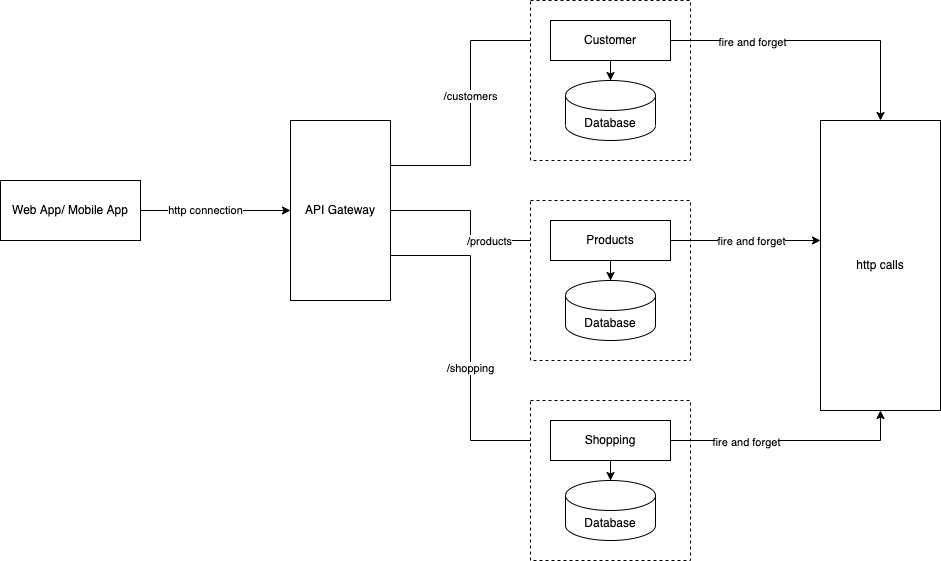 Customer
fire and forget
/customers
Database
Web App/ Mobile App
http connection
API Gateway
/products
Products
fire and forget
http calls
Database
/shopping
Shopping
fire and forget
Database